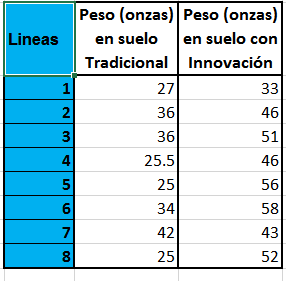 Lineas Peso (onzas) en suelo Tradicional Peso (onzas) en suelo con Innovación
1 27 33
2 36 46
3 36 51
4 25.5 46
5 25 56
6 34 58
7 42 43
8 25 52